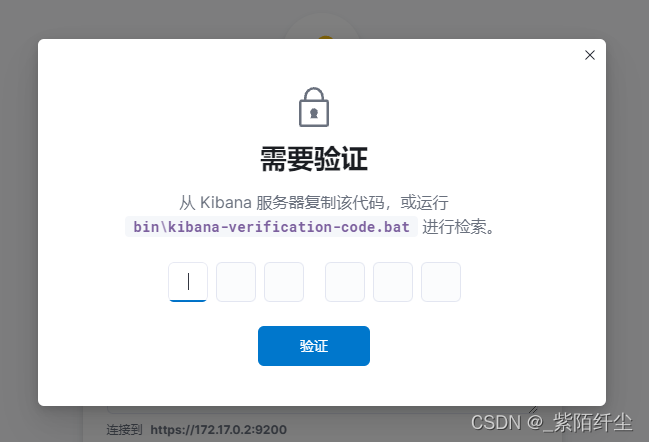 需要验证
从 Kibana 服务器复制该代码，或运行
bin\kibana-verification-code.bat 进行检索。
验证
连接到 https://172.17.0.2:9200
CSDN @_紫陌纤尘